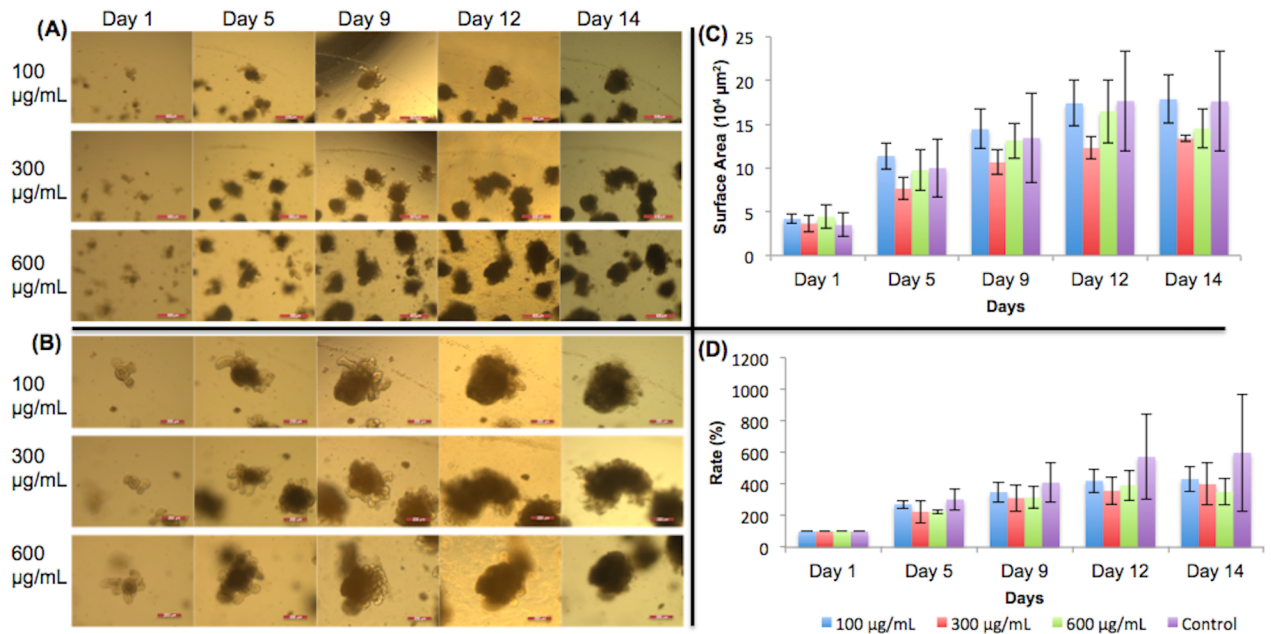 (A) Day 1 Day 5 Day 9 Day 12 Day 14
100
µg/mL
300
µg/mL
600
µg/mL
(B)
100
µg/mL
300
µg/mL
600
µg/mL
(C)
Surface Area (10⁴ µm²)
25
20
15
10
5
0
Day 1 Day 5 Day 9 Day 12 Day 14
Days
(D)
Rate (%)
1200
1000
800
600
400
200
0
Day 1 Day 5 Day 9 Day 12 Day 14
Days
100 µg/mL 300 µg/mL 600 µg/mL Control